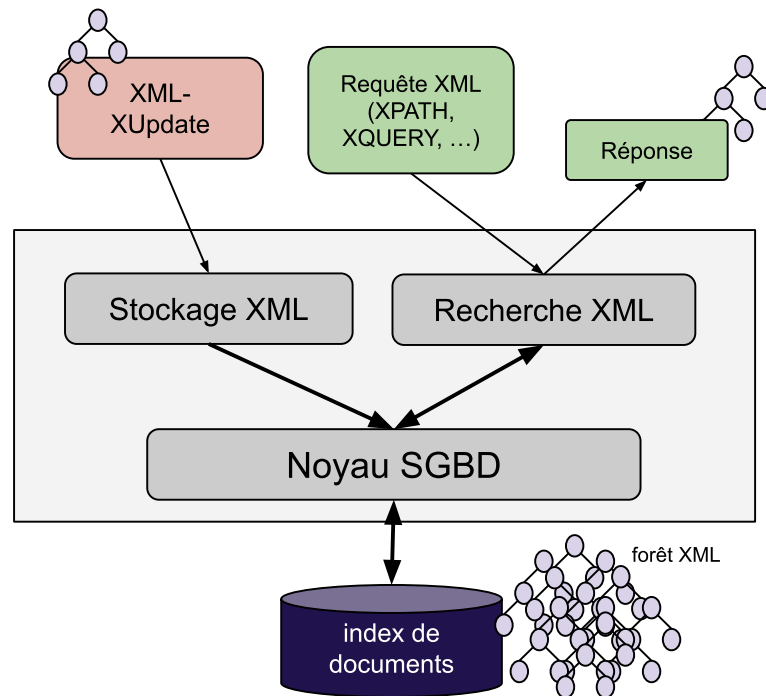 XML-
XUpdate
Requête XML
(XPATH,
XQUERY, …)
Réponse
Stockage XML
Recherche XML
Noyau SGBD
forêt XML
index de
documents